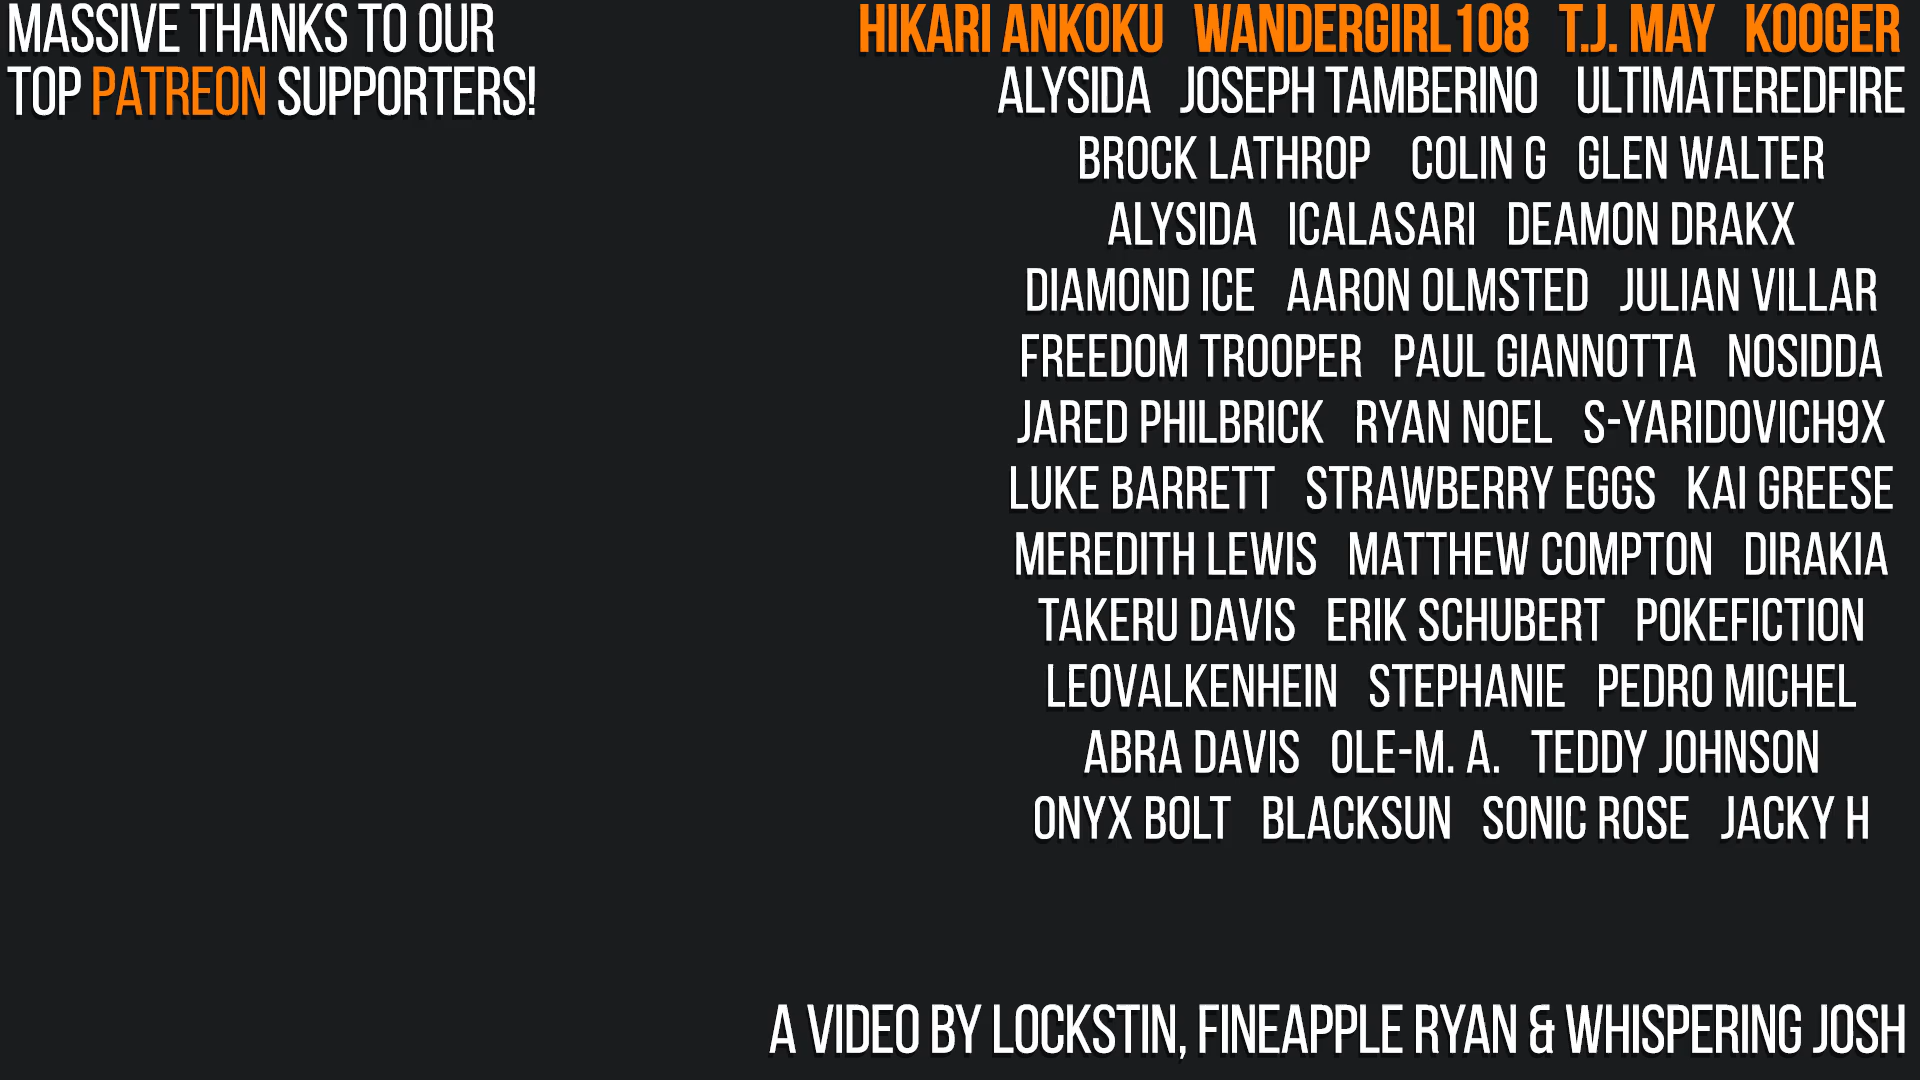 MASSIVE THANKS TO OUR
TOP PATREON SUPPORTERS!
HIKARI ANKOKU WANDERGIRL108 T.J. MAY KOOGER
ALYSIDA JOSEPH TAMBERINO ULTIMATEREDFIRE
BROCK LATHROP COLIN G GLEN WALTER
ALYSIDA ICALASARI DEAMON DRAKX
DIAMOND ICE AARON OLMSTED JULIAN VILLAR
FREEDOM TROOPER PAUL GIANNOTTA NOSIDDA
JARED PHILBRICK RYAN NOEL S-YARIDOVICH9X
LUKE BARRETT STRAWBERRY EGGS KAI GREESE
MEREDITH LEWIS MATTHEW COMPTON DIRAKIA
TAKERU DAVIS ERIK SCHUBERT POKEFICTION
LEOVALKENHEIN STEPHANIE PEDRO MICHEL
ABRA DAVIS OLE-M. A. TEDDY JOHNSON
ONYX BOLT BLACKSUN SONIC ROSE JACKY H
A VIDEO BY LOCKSTIN, FINEAPPLE RYAN & WHISPERING JOSH